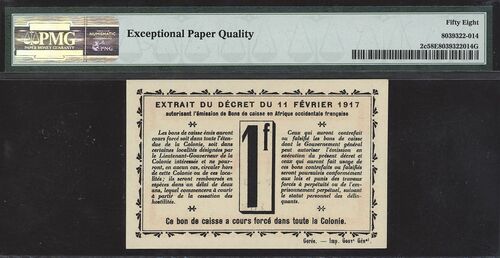 PMG
PAPER MONEY GUARANTY
NUMISMATIC
PMG
Exceptional Paper Quality
Fifty Eight
8039322-014
2c58E8039322014G
EXTRAIT DU DÉCRET DU 11 FÉVRIER 1917
autorisant l'émission de Bons de caisse en Afrique occidentale française
Les bons de caisse émis auront
cours forcé soit dans toute l'éten-
due de la Colonie, soit dans
certaines localités désignées par
le Lieutenant-Gouverneur de la
Colonie intéressée et ne pour-
ront, en aucun cas, circuler hors
de cette Colonie ou de ces loca-
lités; ils seront remboursés en
espèces dans un délai de deux
ans, lequel commencera à courir
à partir de la cessation des
hostilités.
1f
Ceux qui auront contrefait
ou falsifié les bons de caisse
dont le Gouvernement général
peut autoriser l'émission en
exécution du présent décret et
ceux qui auront fait usage de
ces bons contrefaits ou falsifiés
seront poursuivis conformément
aux lois et punis des travaux
forcés à perpétuité ou de l'em-
prisonnement perpétuel, suivant
le statut personnel des délin-
quants.
Ce bon de caisse a cours forcé dans toute la Colonie.
Gorée. — Imp. Gouvt Génal.